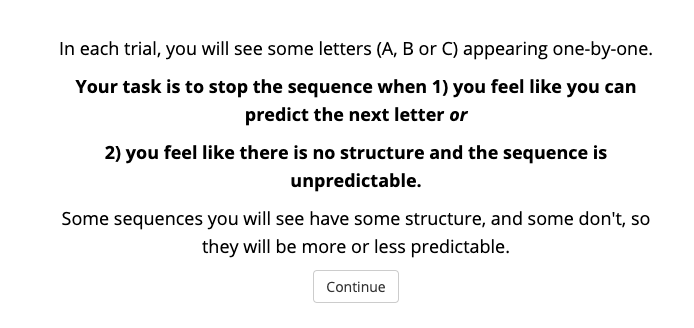 In each trial, you will see some letters (A, B or C) appearing one-by-one.
Your task is to stop the sequence when 1) you feel like you can
predict the next letter or
2) you feel like there is no structure and the sequence is
unpredictable.
Some sequences you will see have some structure, and some don't, so
they will be more or less predictable.
Continue